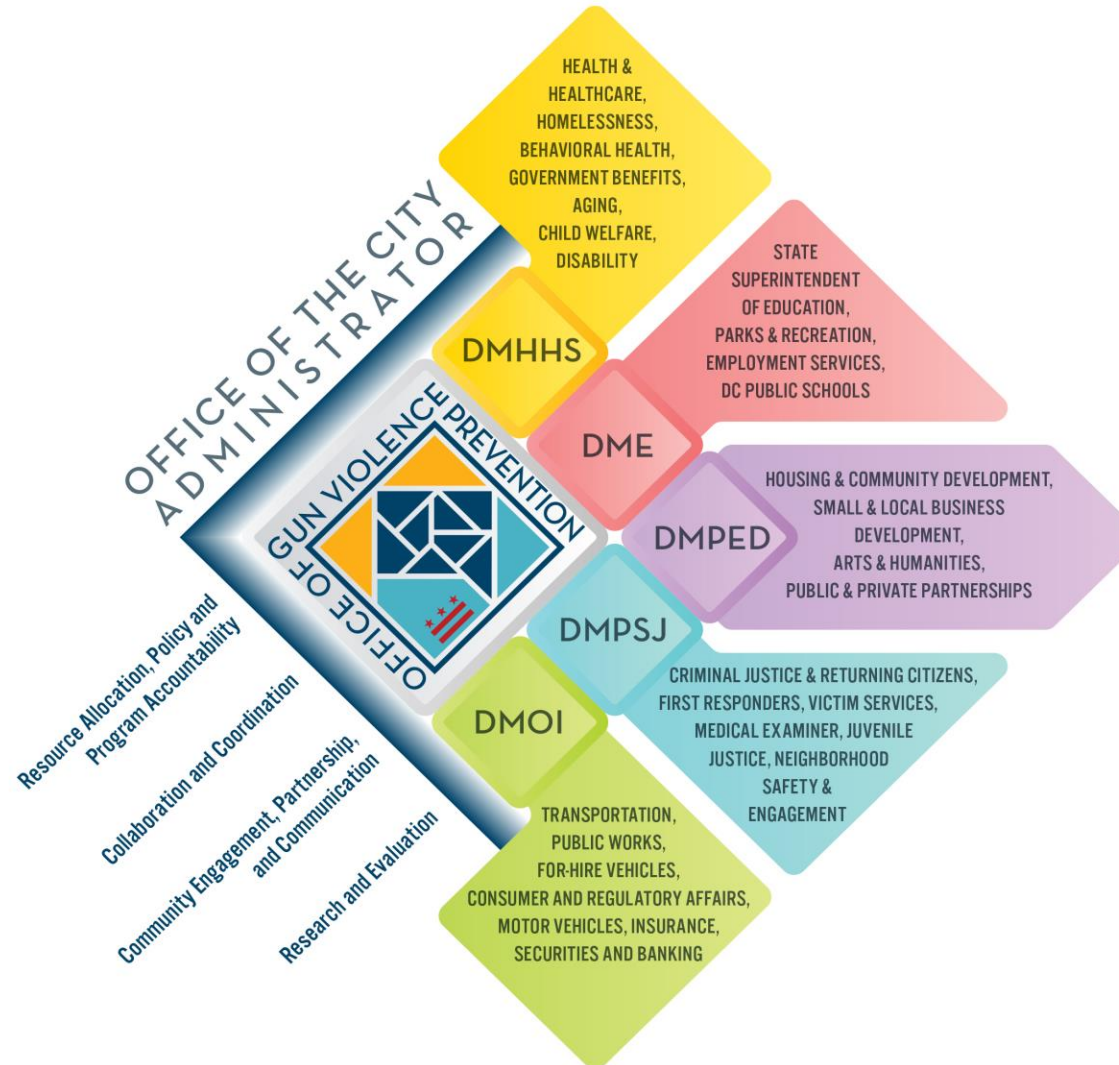 OFFICE OF THE CITY
ADMINISTRATOR
OFFICE OF GUN VIOLENCE
PREVENTION
DMHHS
HEALTH &
HEALTHCARE,
HOMELESSNESS,
BEHAVIORAL HEALTH,
GOVERNMENT BENEFITS,
AGING,
CHILD WELFARE,
DISABILITY
DME
STATE
SUPERINTENDENT
OF EDUCATION,
PARKS & RECREATION,
EMPLOYMENT SERVICES,
DC PUBLIC SCHOOLS
DMPED
HOUSING & COMMUNITY DEVELOPMENT,
SMALL & LOCAL BUSINESS
DEVELOPMENT,
ARTS & HUMANITIES,
PUBLIC & PRIVATE PARTNERSHIPS
DMPSJ
CRIMINAL JUSTICE & RETURNING CITIZENS,
FIRST RESPONDERS, VICTIM SERVICES,
MEDICAL EXAMINER, JUVENILE
JUSTICE, NEIGHBORHOOD
SAFETY &
ENGAGEMENT
DMOI
TRANSPORTATION,
PUBLIC WORKS,
FOR-HIRE VEHICLES,
CONSUMER AND REGULATORY AFFAIRS,
MOTOR VEHICLES, INSURANCE,
SECURITIES AND BANKING
Resource Allocation, Policy and
Program Accountability
Collaboration and Coordination
Community Engagement, Partnership,
and Communication
Research and Evaluation